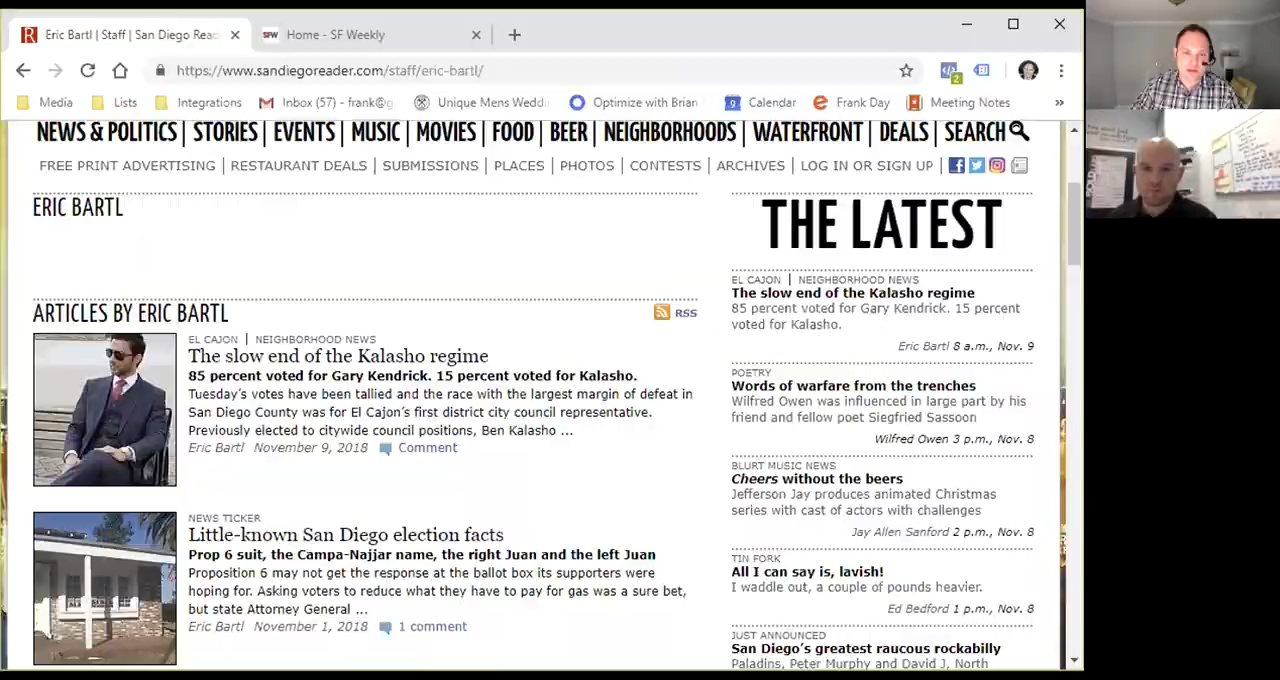 Eric Bartl | Staff | San Diego Reac
SFW Home - SF Weekly
https://www.sandiegoreader.com/staff/eric-bartl/
2
Media Lists Integrations Inbox (57) - frank@g Unique Mens Weddi Optimize with Brian 9 Calendar Frank Day Meeting Notes »
NEWS & POLITICS | STORIES | EVENTS | MUSIC | MOVIES | FOOD | BEER | NEIGHBORHOODS | WATERFRONT | DEALS | SEARCH
FREE PRINT ADVERTISING | RESTAURANT DEALS | SUBMISSIONS | PLACES | PHOTOS | CONTESTS | ARCHIVES | LOG IN OR SIGN UP |
ERIC BARTL
ARTICLES BY ERIC BARTL
RSS
EL CAJON | NEIGHBORHOOD NEWS
The slow end of the Kalasho regime
85 percent voted for Gary Kendrick. 15 percent voted for Kalasho.
Tuesday's votes have been tallied and the race with the largest margin of defeat in
San Diego County was for El Cajon's first district city council representative.
Previously elected to citywide council positions, Ben Kalasho ...
Eric Bartl November 9, 2018 Comment
NEWS TICKER
Little-known San Diego election facts
Prop 6 suit, the Campa-Najjar name, the right Juan and the left Juan
Proposition 6 may not get the response at the ballot box its supporters were
hoping for. Asking voters to reduce what they have to pay for gas was a sure bet,
but state Attorney General ...
Eric Bartl November 1, 2018 1 comment
THE LATEST
EL CAJON | NEIGHBORHOOD NEWS
The slow end of the Kalasho regime
85 percent voted for Gary Kendrick. 15 percent
voted for Kalasho.
Eric Bartl 8 a.m., Nov. 9
POETRY
Words of warfare from the trenches
Wilfred Owen was influenced in large part by his
friend and fellow poet Siegfried Sassoon
Wilfred Owen 3 p.m., Nov. 8
BLURT MUSIC NEWS
Cheers without the beers
Jefferson Jay produces animated Christmas
series with cast of actors with challenges
Jay Allen Sanford 2 p.m., Nov. 8
TIN FORK
All I can say is, lavish!
I waddle out, a couple of pounds heavier.
Ed Bedford 1 p.m., Nov. 8
JUST ANNOUNCED
San Diego's greatest raucous rockabilly
Paladins, Peter Murphy and David J, North